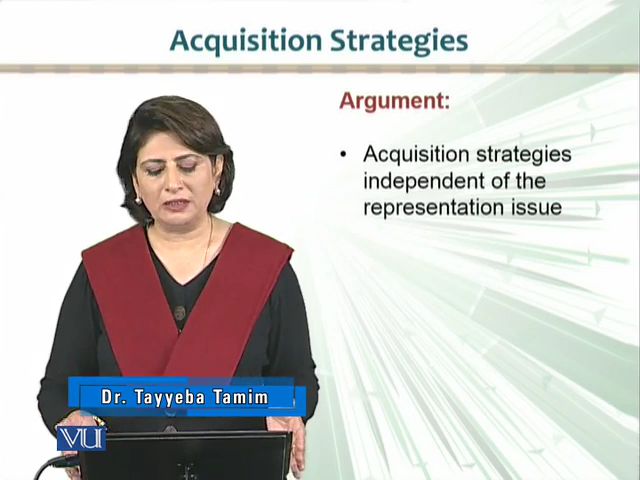 Acquisition Strategies
Argument:
• Acquisition strategies
independent of the
representation issue
Dr. Tayyeba Tamim
VU